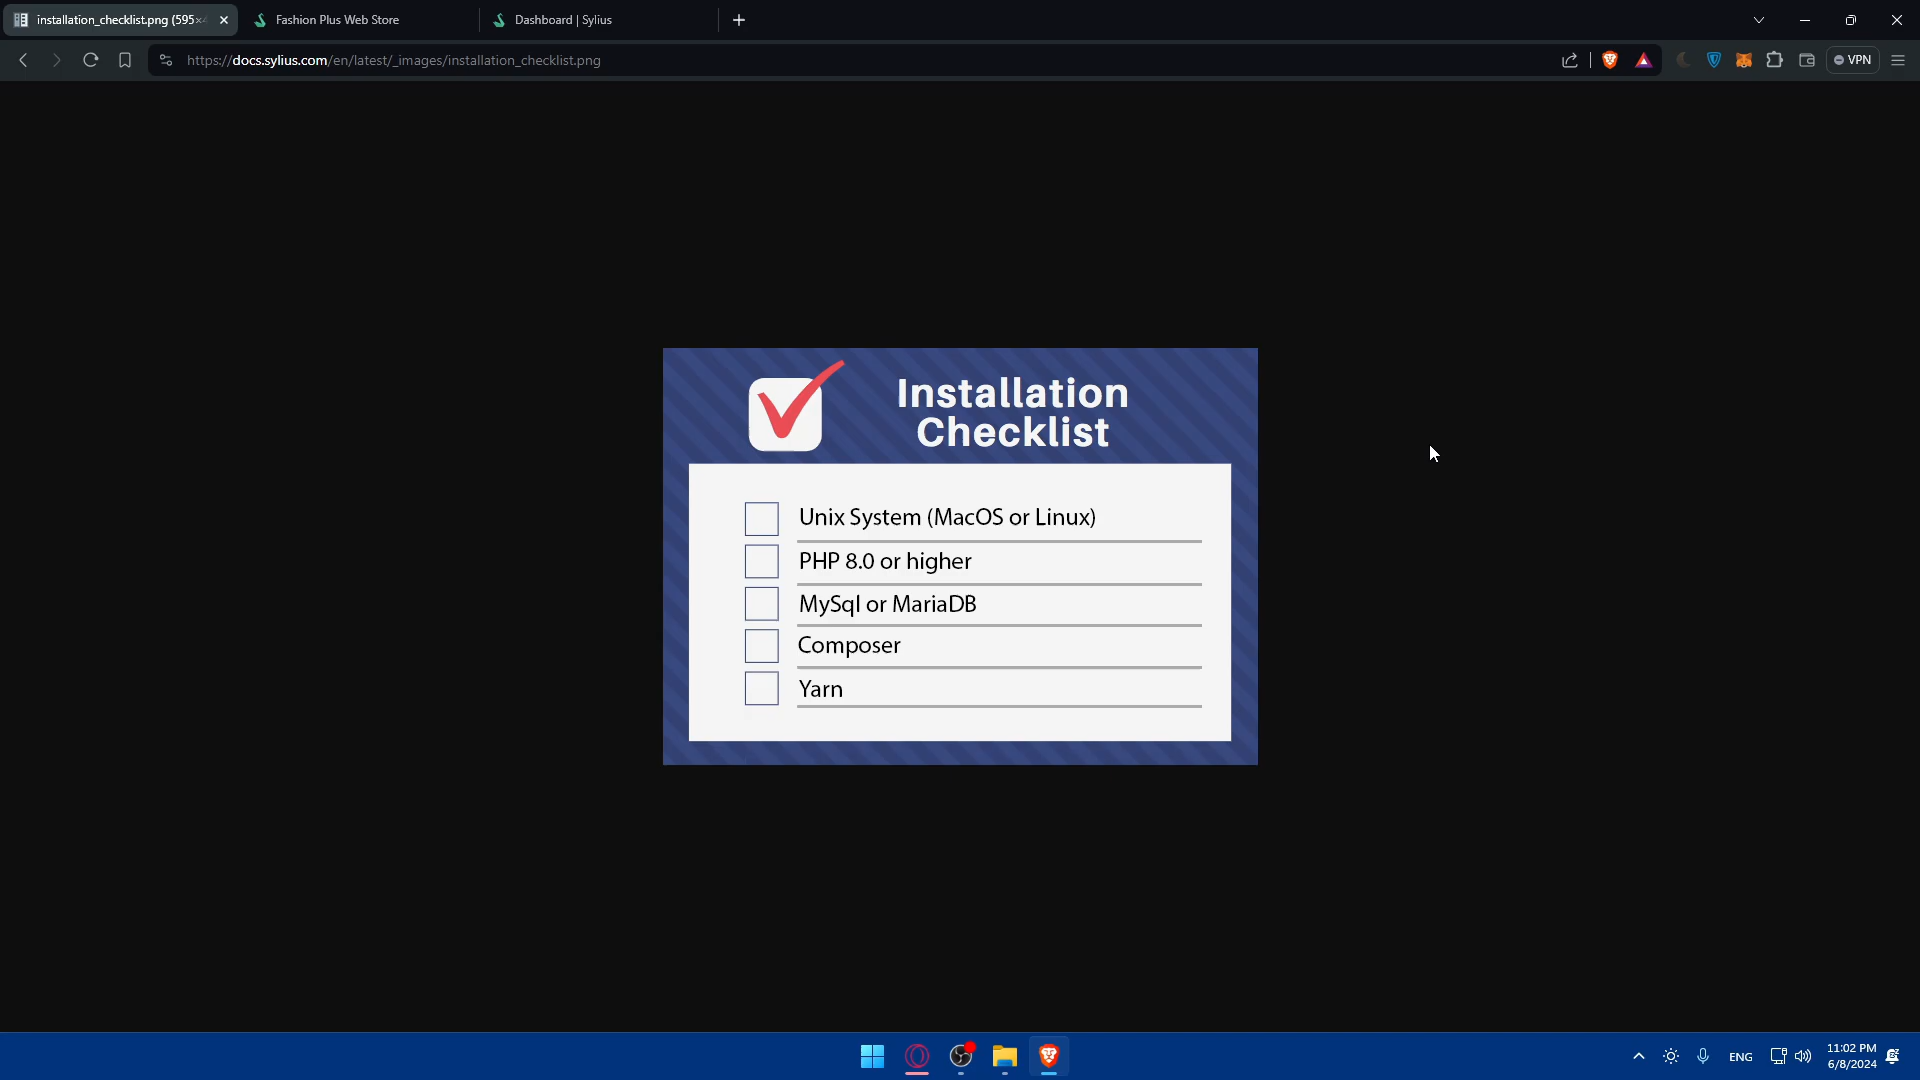 installation_checklist.png (595×4
Fashion Plus Web Store
Dashboard | Sylius
https://docs.sylius.com/en/latest/_images/installation_checklist.png
VPN
Installation
Checklist
Unix System (MacOS or Linux)
PHP 8.0 or higher
MySql or MariaDB
Composer
Yarn
ENG
11:02 PM
6/8/2024